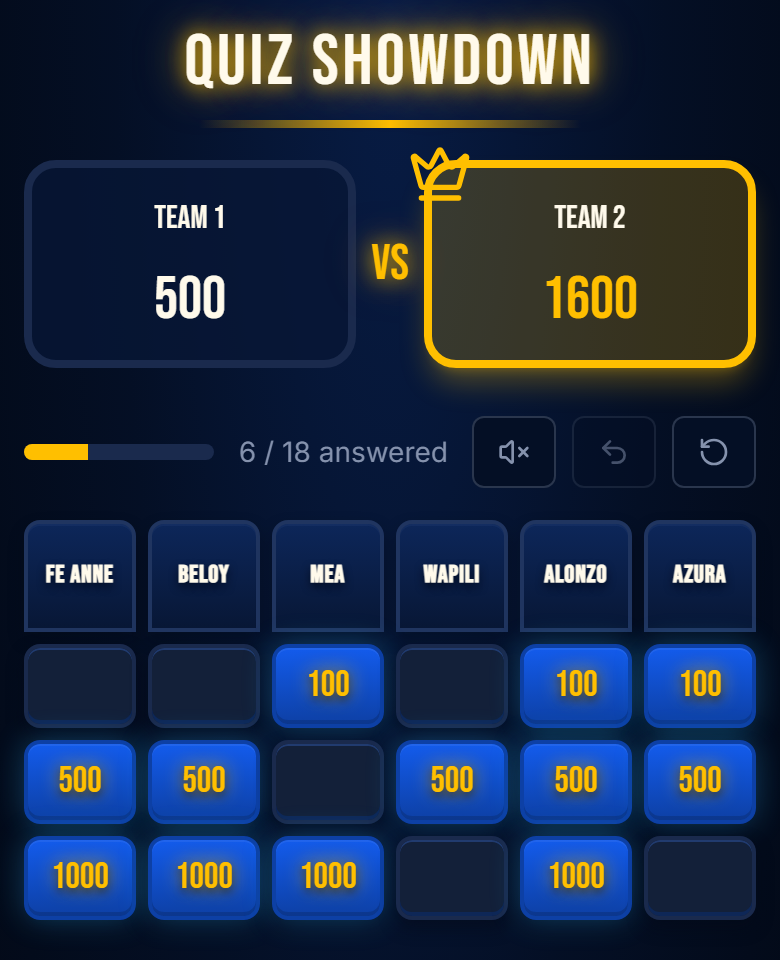 QUIZ SHOWDOWN
TEAM 1
500
VS
TEAM 2
1600
6 / 18 answered
FE ANNE BELOY MEA WAPILI ALONZO AZURA
100 100 100
500 500 500 500 500
1000 1000 1000 1000